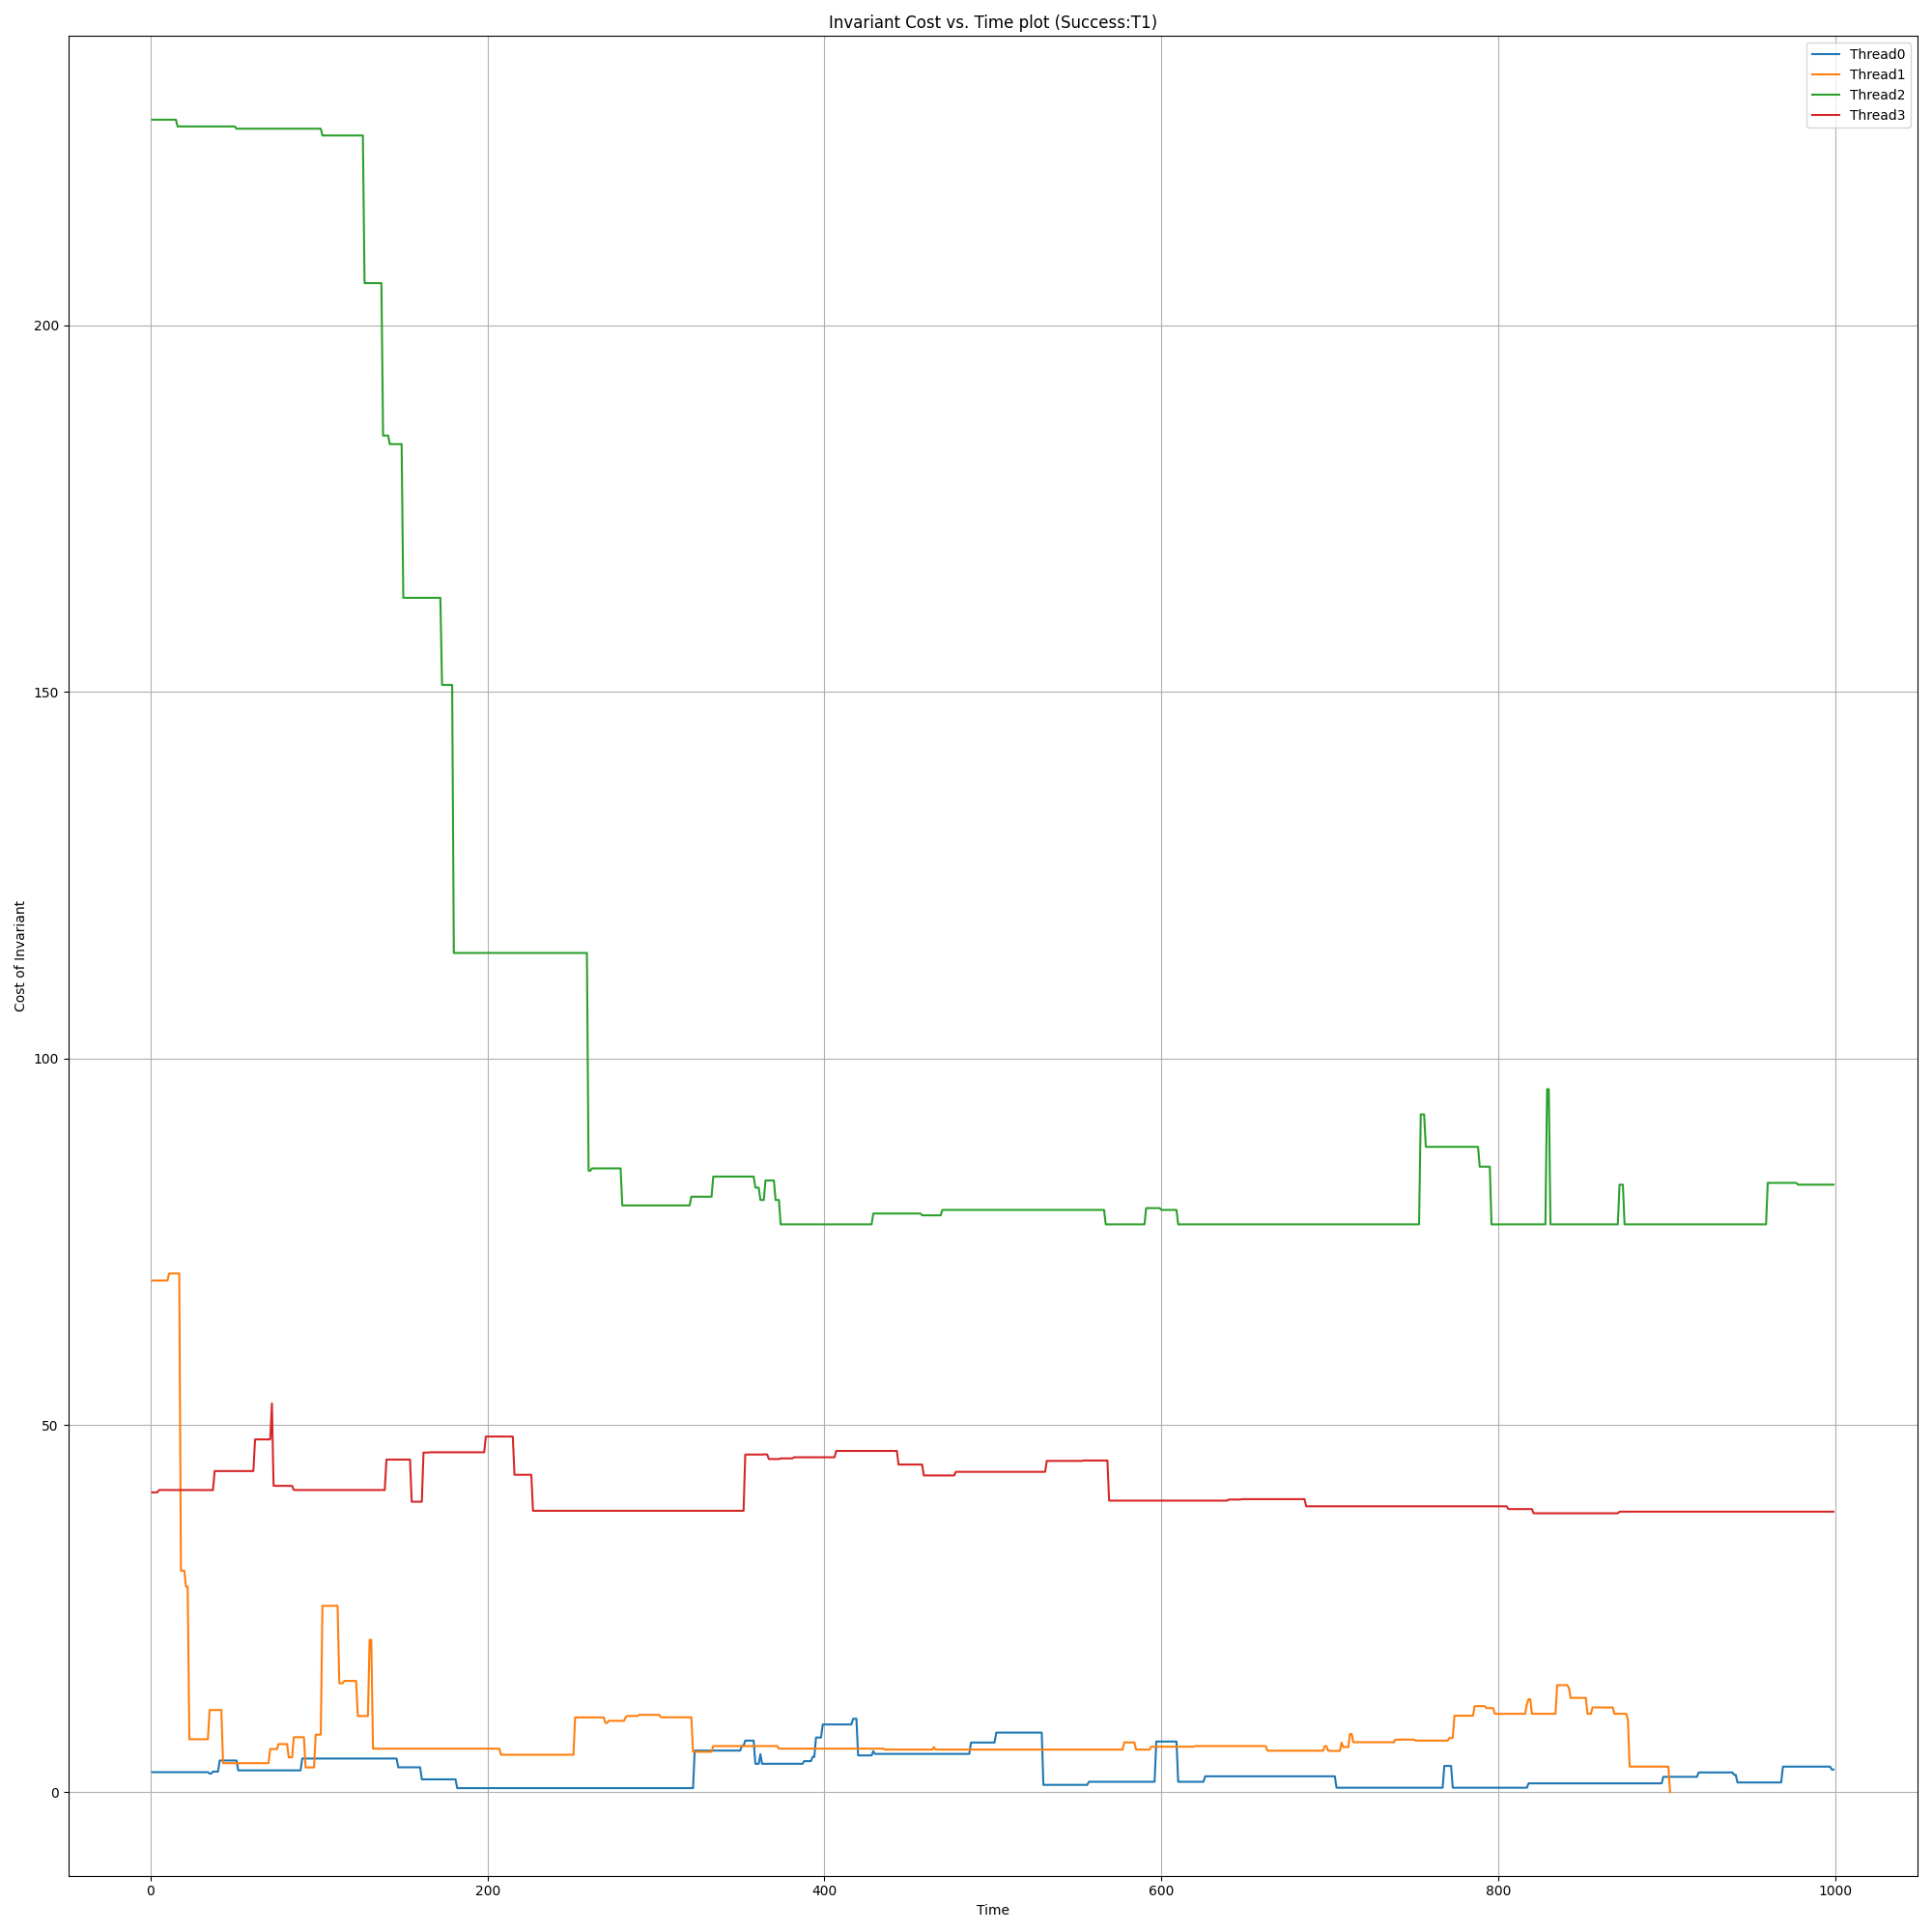 Invariant Cost vs. Time plot (Success:T1)
Thread0
Thread1
Thread2
Thread3
Cost of Invariant
200
150
100
50
0
0 200 400 600 800 1000
Time